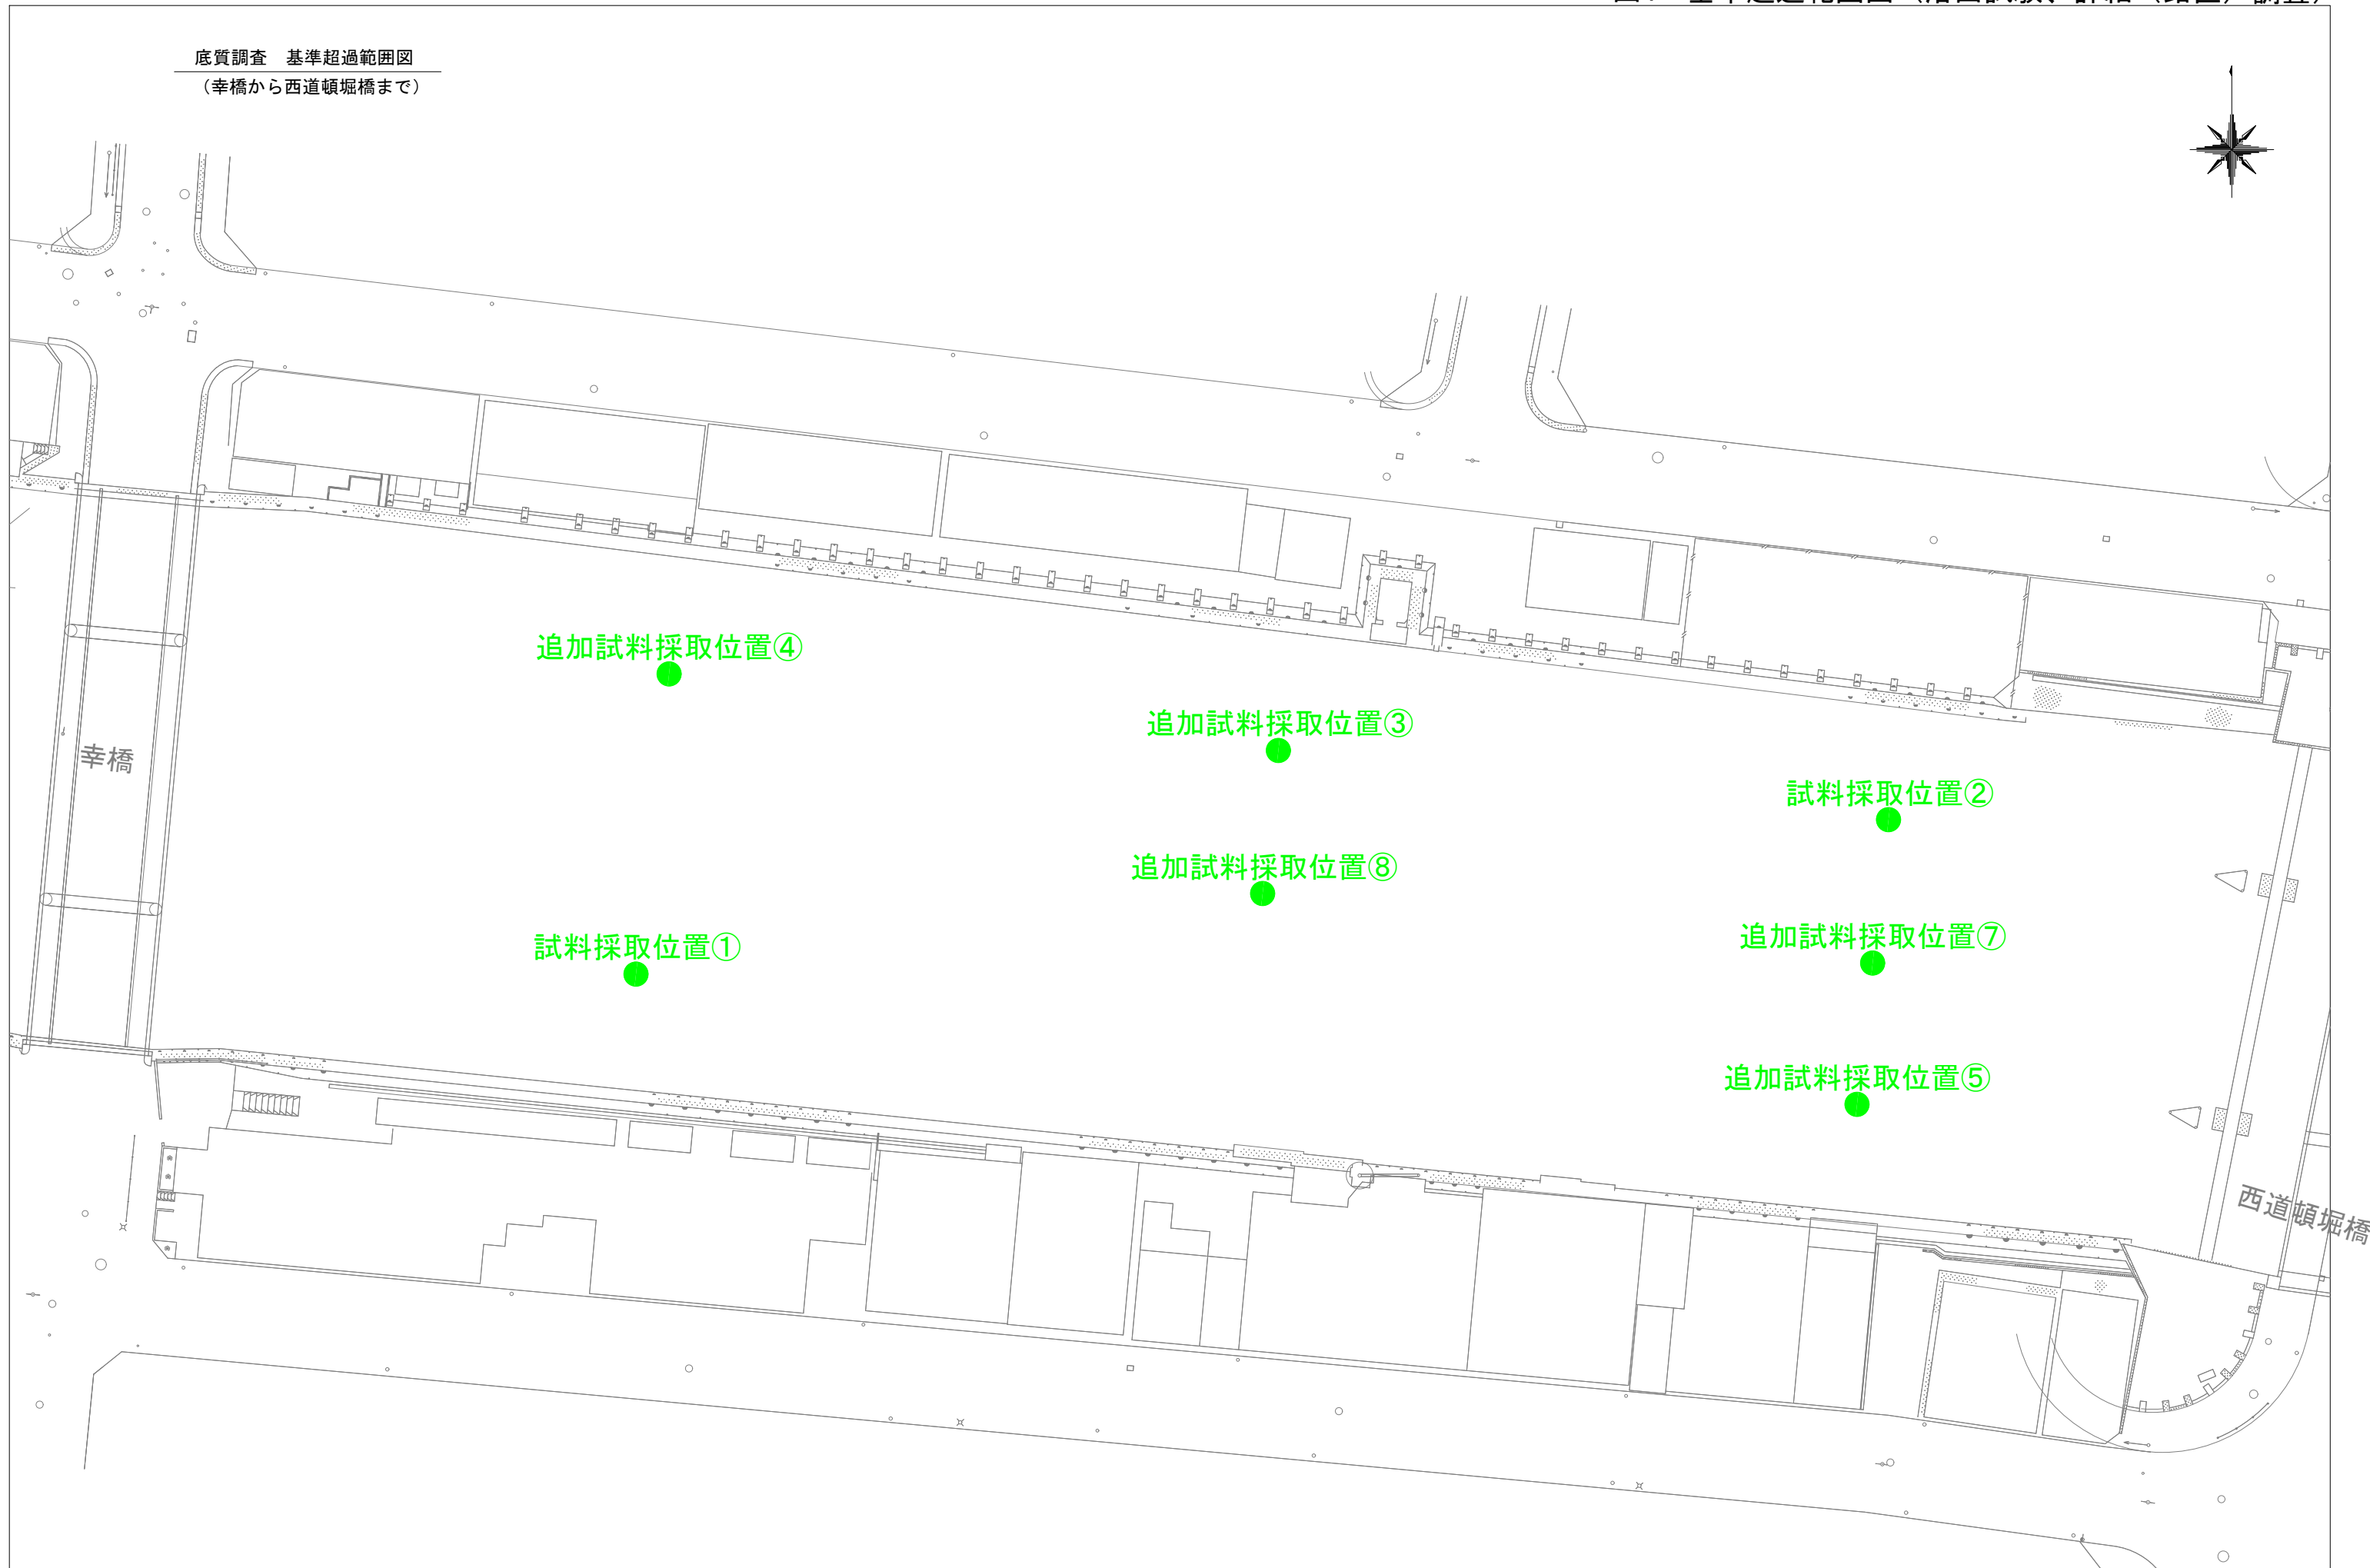 底質調査 基準超過範囲図
（幸橋から西道頓堀橋まで）
追加試料採取位置④
追加試料採取位置③
幸橋
試料採取位置②
追加試料採取位置⑧
試料採取位置①
追加試料採取位置⑦
追加試料採取位置⑤
西道頓堀橋